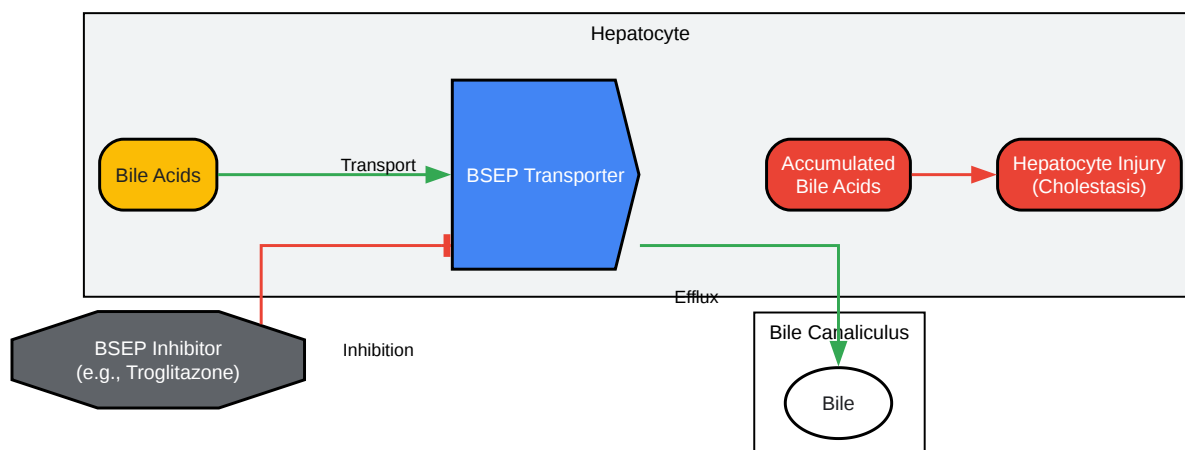 Hepatocyte
Bile Acids
Transport
BSEP Transporter
Accumulated
Bile Acids
Hepatocyte Injury
(Cholestasis)
Efflux
BSEP Inhibitor
(e.g., Troglitazone)
Inhibition
Bile Canaliculus
Bile